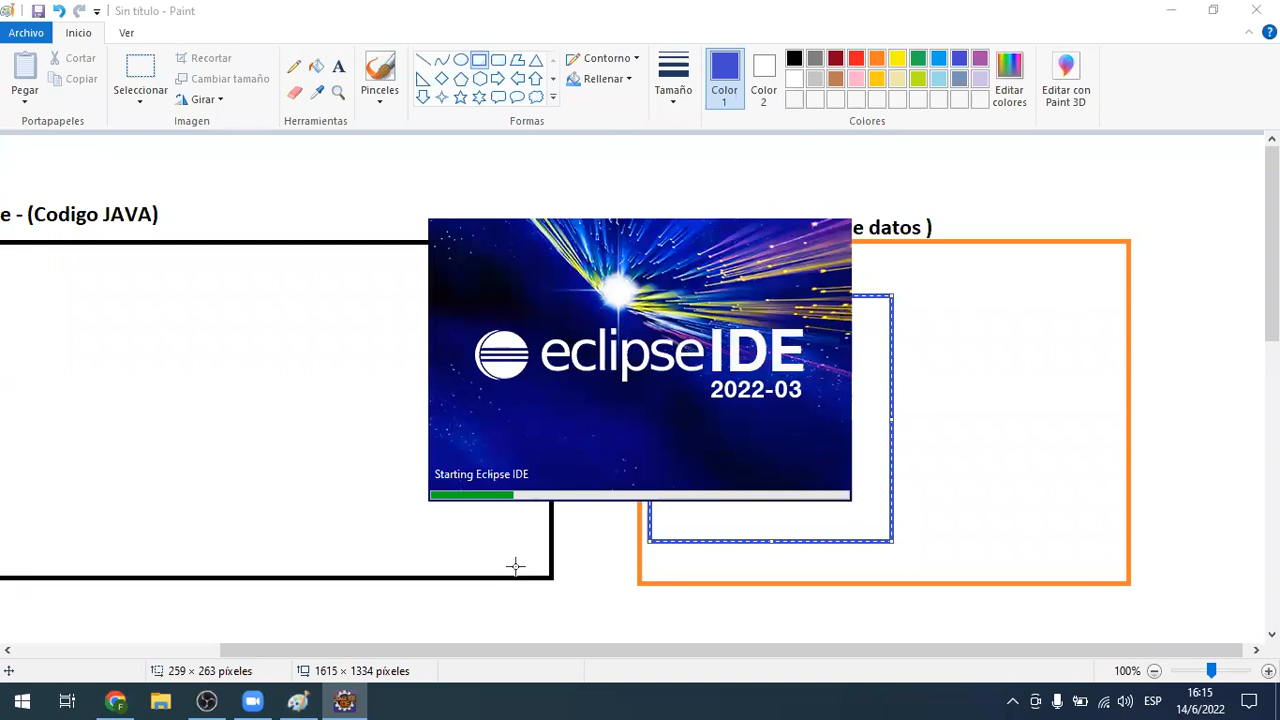 Sin título - Paint
Archivo
Inicio
Ver
Pegar
Cortar
Copiar
Portapapeles
Seleccionar
Recortar
Cambiar tamaño
Girar
Imagen
A
Herramientas
Pinceles
Contorno
Rellenar
Formas
Tamaño
Color
1
Color
2
Editar
colores
Editar con
Paint 3D
Colores
e - (Codigo JAVA)
e datos )
eclipse IDE
2022-03
Starting Eclipse IDE
259 × 263 píxeles
1615 × 1334 píxeles
100%
ESP
16:15
14/6/2022